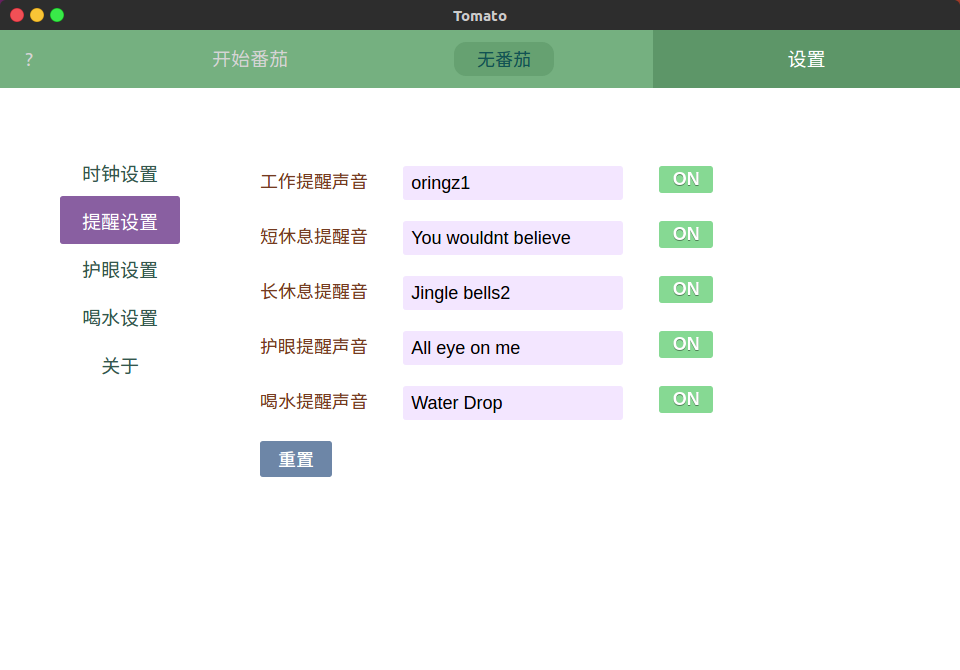 Tomato
? 开始番茄 无番茄 设置
时钟设置
提醒设置
护眼设置
喝水设置
关于
工作提醒声音 oringz1 ON
短休息提醒音 You wouldnt believe ON
长休息提醒音 Jingle bells2 ON
护眼提醒声音 All eye on me ON
喝水提醒声音 Water Drop ON
重置